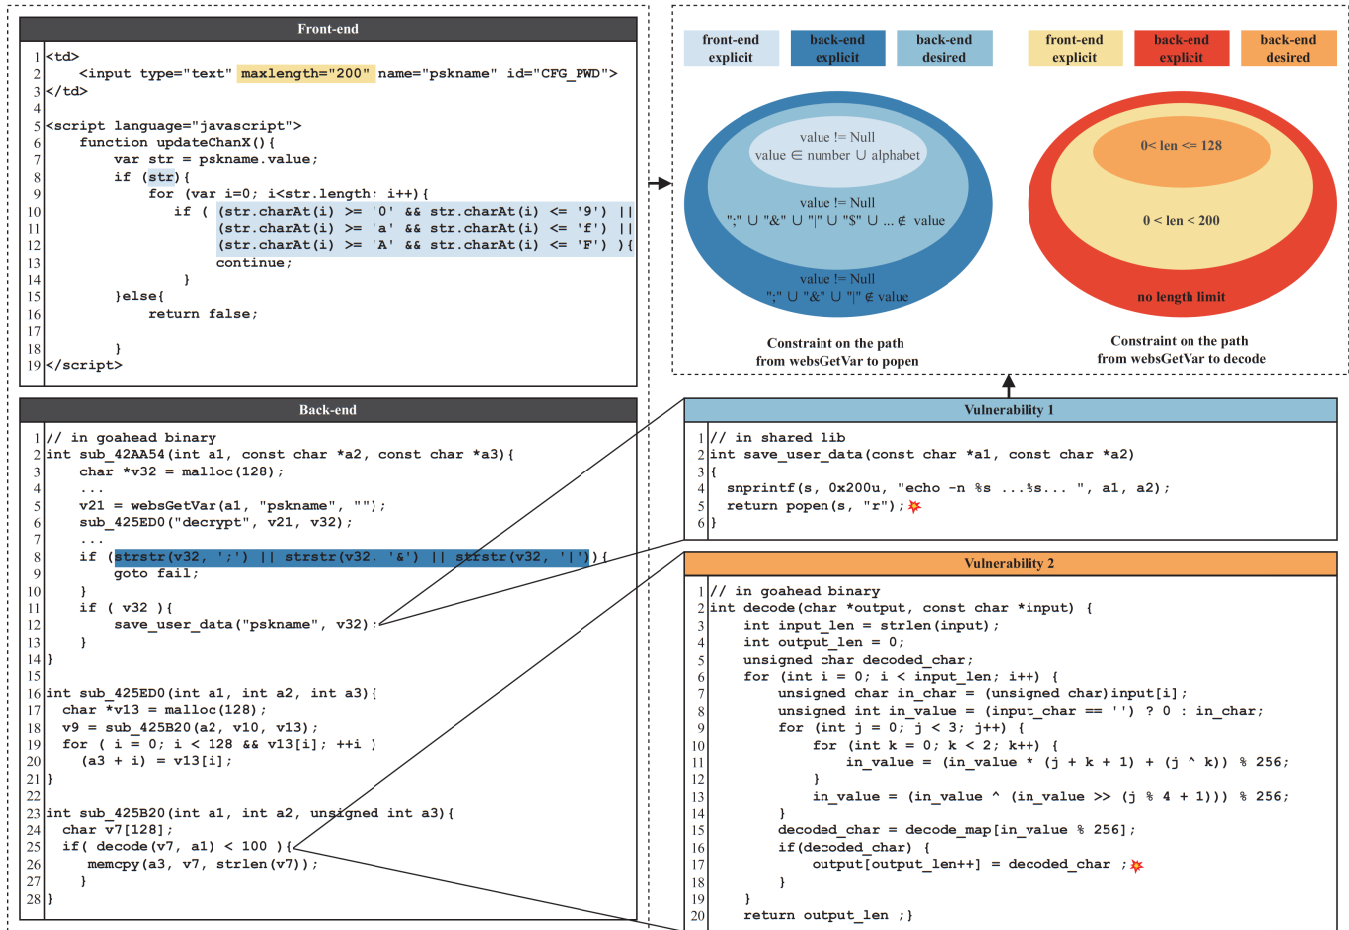 Front-end
1 <td>
2 <input type="text" maxlength="200" name="pskname" id="CFG_PWD">
3 </td>
4
5 <script language="javascript">
6 function updateChanX(){
7 var str = pskname.value;
8 if (str){
9 for (var i=0; i<str.length; i++){
10 if ( (str.charAt(i) >= '0' && str.charAt(i) <= '9') ||
11 (str.charAt(i) >= 'a' && str.charAt(i) <= 'f') ||
12 (str.charAt(i) >= 'A' && str.charAt(i) <= 'F') ){
13 continue;
14 }
15 }else{
16 return false;
17
18 }
19 </script>
Back-end
1 // in goahead binary
2 int sub_42AA54(int a1, const char *a2, const char *a3){
3 char *v32 = malloc(128);
4 ...
5 v21 = websGetVar(a1, "pskname", "");
6 sub_425ED0("decrypt", v21, v32);
7 ...
8 if (strstr(v32, ';') || strstr(v32, '&') || strstr(v32, '|')){
9 goto fail;
10 }
11 if ( v32 ){
12 save_user_data("pskname", v32);
13 }
14 }
15
16 int sub_425ED0(int a1, int a2, int a3){
17 char *v13 = malloc(128);
18 v9 = sub_425B20(a2, v10, v13);
19 for ( i = 0; i < 128 && v13[i]; ++i )
20 (a3 + i) = v13[i];
21 }
22
23 int sub_425B20(int a1, int a2, unsigned int a3){
24 char v7[128];
25 if( decode(v7, a1) < 100 ){
26 memcpy(a3, v7, strlen(v7));
27 }
28 }
front-end explicit
back-end explicit
back-end desired
value != Null
value ∈ number ∪ alphabet
value != Null
";" ∪ "&" ∪ "|" ∪ "$" ∪ ... ∉ value
value != Null
";" ∪ "&" ∪ "|" ∉ value
Constraint on the path
from websGetVar to popen
front-end explicit
back-end explicit
back-end desired
0< len <= 128
0 < len < 200
no length limit
Constraint on the path
from websGetVar to decode
Vulnerability 1
1 // in shared lib
2 int save_user_data(const char *a1, const char *a2)
3 {
4 snprintf(s, 0x200u, "echo -n %s ...%s... ", a1, a2);
5 return popen(s, "r");
6 }
Vulnerability 2
1 // in goahead binary
2 int decode(char *output, const char *input) {
3 int input_len = strlen(input);
4 int output_len = 0;
5 unsigned char decoded_char;
6 for (int i = 0; i < input_len; i++) {
7 unsigned char in_char = (unsigned char)input[i];
8 unsigned int in_value = (input_char == '') ? 0 : in_char;
9 for (int j = 0; j < 3; j++) {
10 for (int k = 0; k < 2; k++) {
11 in_value = (in_value * (j + k + 1) + (j ^ k)) % 256;
12 }
13 in_value = (in_value ^ (in_value >> (j % 4 + 1))) % 256;
14 }
15 decoded_char = decode_map[in_value % 256];
16 if(decoded_char) {
17 output[output_len++] = decoded_char ;
18 }
19 }
20 return output_len ;}